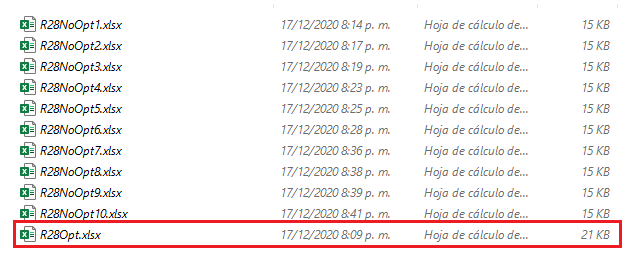 R28NoOpt1.xlsx 17/12/2020 8:14 p. m. Hoja de cálculo de... 15 KB
R28NoOpt2.xlsx 17/12/2020 8:17 p. m. Hoja de cálculo de... 15 KB
R28NoOpt3.xlsx 17/12/2020 8:19 p. m. Hoja de cálculo de... 15 KB
R28NoOpt4.xlsx 17/12/2020 8:23 p. m. Hoja de cálculo de... 15 KB
R28NoOpt5.xlsx 17/12/2020 8:25 p. m. Hoja de cálculo de... 15 KB
R28NoOpt6.xlsx 17/12/2020 8:28 p. m. Hoja de cálculo de... 15 KB
R28NoOpt7.xlsx 17/12/2020 8:36 p. m. Hoja de cálculo de... 15 KB
R28NoOpt8.xlsx 17/12/2020 8:38 p. m. Hoja de cálculo de... 15 KB
R28NoOpt9.xlsx 17/12/2020 8:39 p. m. Hoja de cálculo de... 15 KB
R28NoOpt10.xlsx 17/12/2020 8:41 p. m. Hoja de cálculo de... 15 KB
R28Opt.xlsx 17/12/2020 8:09 p. m. Hoja de cálculo de... 21 KB